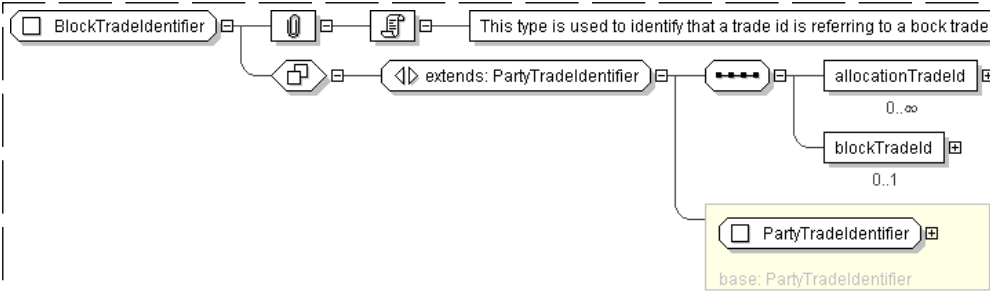 BlockTradeIdentifier
This type is used to identify that a trade id is referring to a bock trade
extends: PartyTradeIdentifier
allocationTradeId
0..∞
blockTradeId
0..1
PartyTradeIdentifier
base: PartyTradeIdentifier